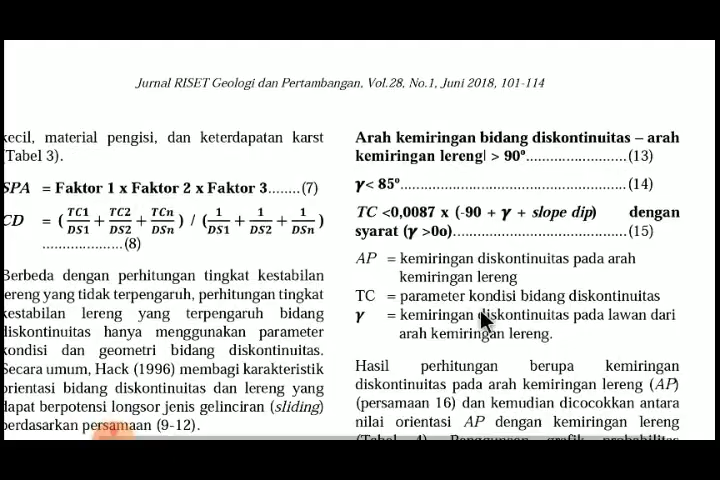 Jurnal RISET Geologi dan Pertambangan, Vol.28, No.1, Juni 2018, 101-114
kecil, material pengisi, dan keterdapatan karst
(Tabel 3).
SPA = Faktor 1 x Faktor 2 x Faktor 3........(7)
CD = (TC1/DS1 + TC2/DS2 + TCn/DSn) / (1/DS1 + 1/DS2 + 1/DSn)
...................(8)
Berbeda dengan perhitungan tingkat kestabilan
lereng yang tidak terpengaruh, perhitungan tingkat
kestabilan lereng yang terpengaruh bidang
diskontinuitas hanya menggunakan parameter
kondisi dan geometri bidang diskontinuitas.
Secara umum, Hack (1996) membagi karakteristik
orientasi bidang diskontinuitas dan lereng yang
dapat berpotensi longsor jenis gelinciran (sliding)
berdasarkan persamaan (9-12).
Arah kemiringan bidang diskontinuitas – arah
kemiringan lereng| > 90º.........................(13)
γ< 85º.........................................................(14)
TC <0,0087 x (-90 + γ + slope dip) dengan
syarat (γ >0o)...........................................(15)
AP = kemiringan diskontinuitas pada arah
kemiringan lereng
TC = parameter kondisi bidang diskontinuitas
γ = kemiringan diskontinuitas pada lawan dari
arah kemiringan lereng.
Hasil perhitungan berupa kemiringan
diskontinuitas pada arah kemiringan lereng (AP)
(persamaan 16) dan kemudian dicocokkan antara
nilai orientasi AP dengan kemiringan lereng
(Tabel 4). Penggunaan grafik probabilitas